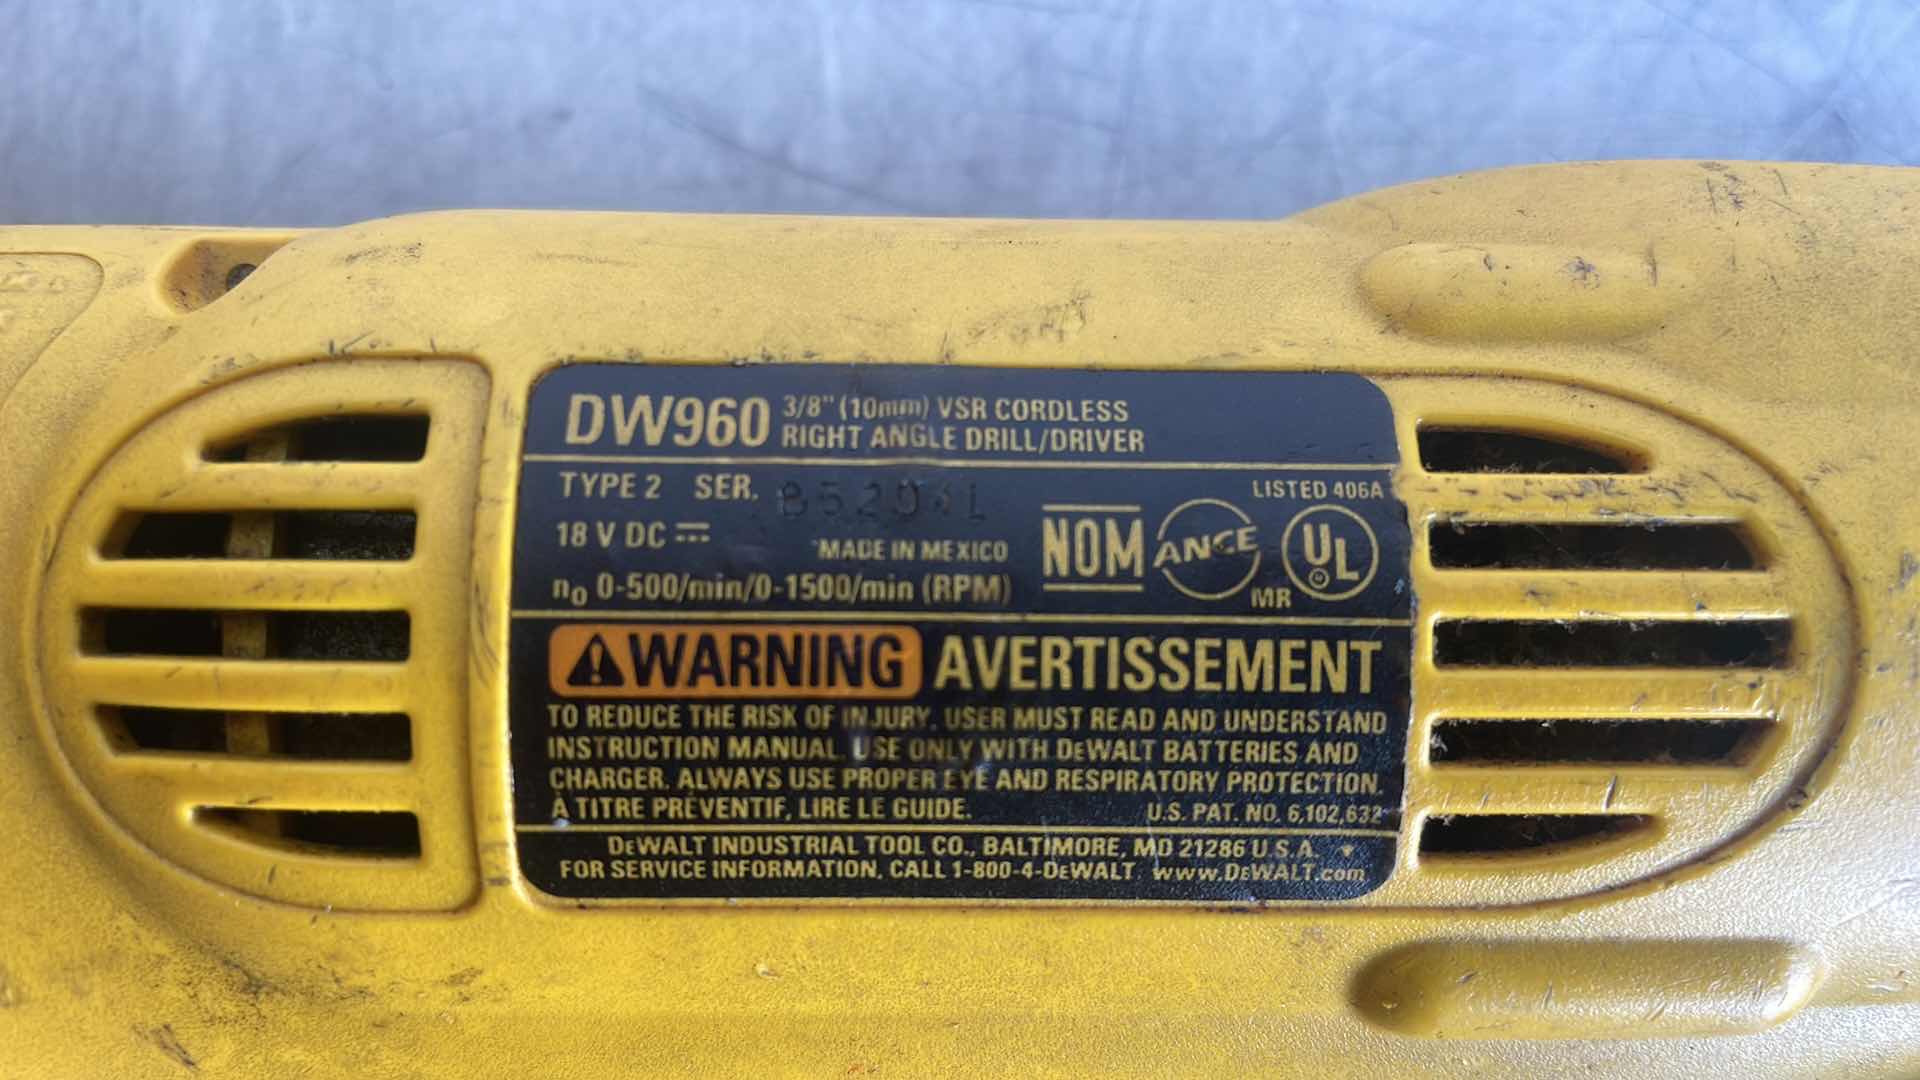 DW960 3/8" (10mm) VSR CORDLESS
RIGHT ANGLE DRILL/DRIVER
TYPE 2 SER.
LISTED 406A
18 V DC
MADE IN MEXICO
NOM ANCE UL
MR
n0 0-500/min/0-1500/min (RPM)
WARNING AVERTISSEMENT
TO REDUCE THE RISK OF INJURY, USER MUST READ AND UNDERSTAND
INSTRUCTION MANUAL. USE ONLY WITH DEWALT BATTERIES AND
CHARGER. ALWAYS USE PROPER EYE AND RESPIRATORY PROTECTION.
À TITRE PRÉVENTIF, LIRE LE GUIDE. U.S. PAT. NO. 6,102,632
DEWALT INDUSTRIAL TOOL CO., BALTIMORE, MD 21286 U.S.A.
FOR SERVICE INFORMATION, CALL 1-800-4-DEWALT www.DEWALT.com